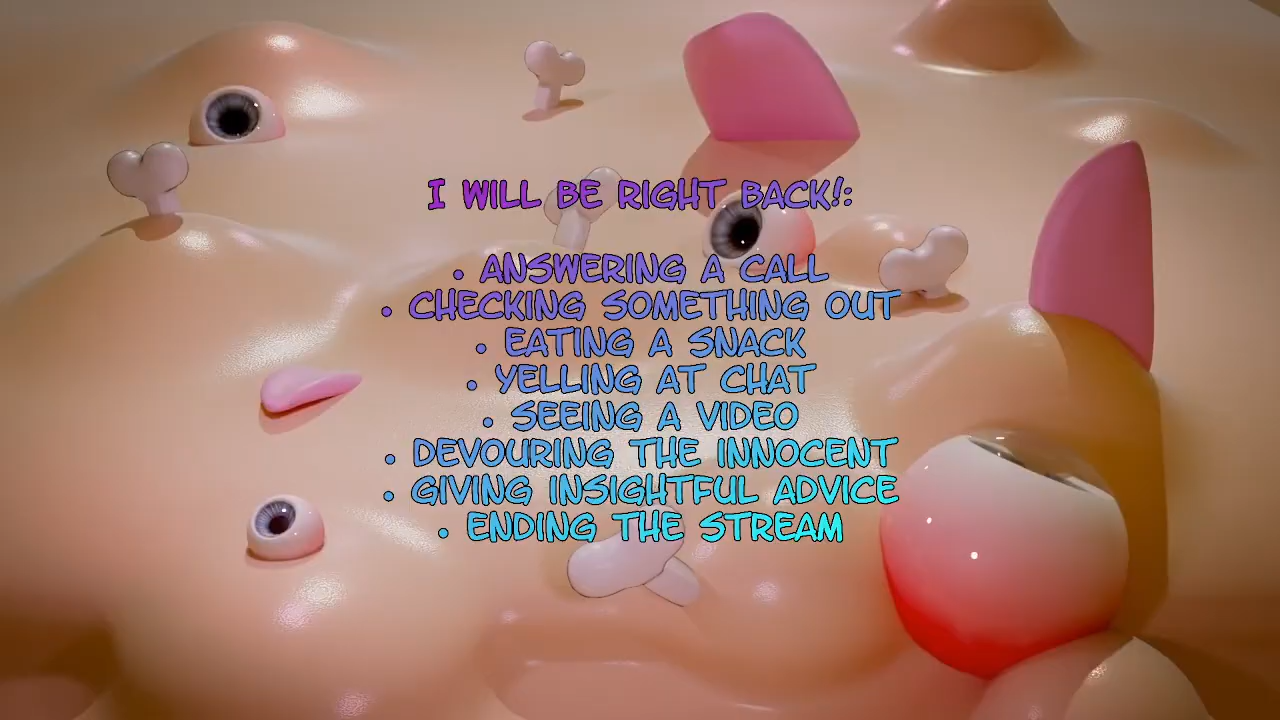 I WILL BE RIGHT BACK!:
• ANSWERING A CALL
• CHECKING SOMETHING OUT
• EATING A SNACK
• YELLING AT CHAT
• SEEING A VIDEO
• DEVOURING THE INNOCENT
• GIVING INSIGHTFUL ADVICE
• ENDING THE STREAM